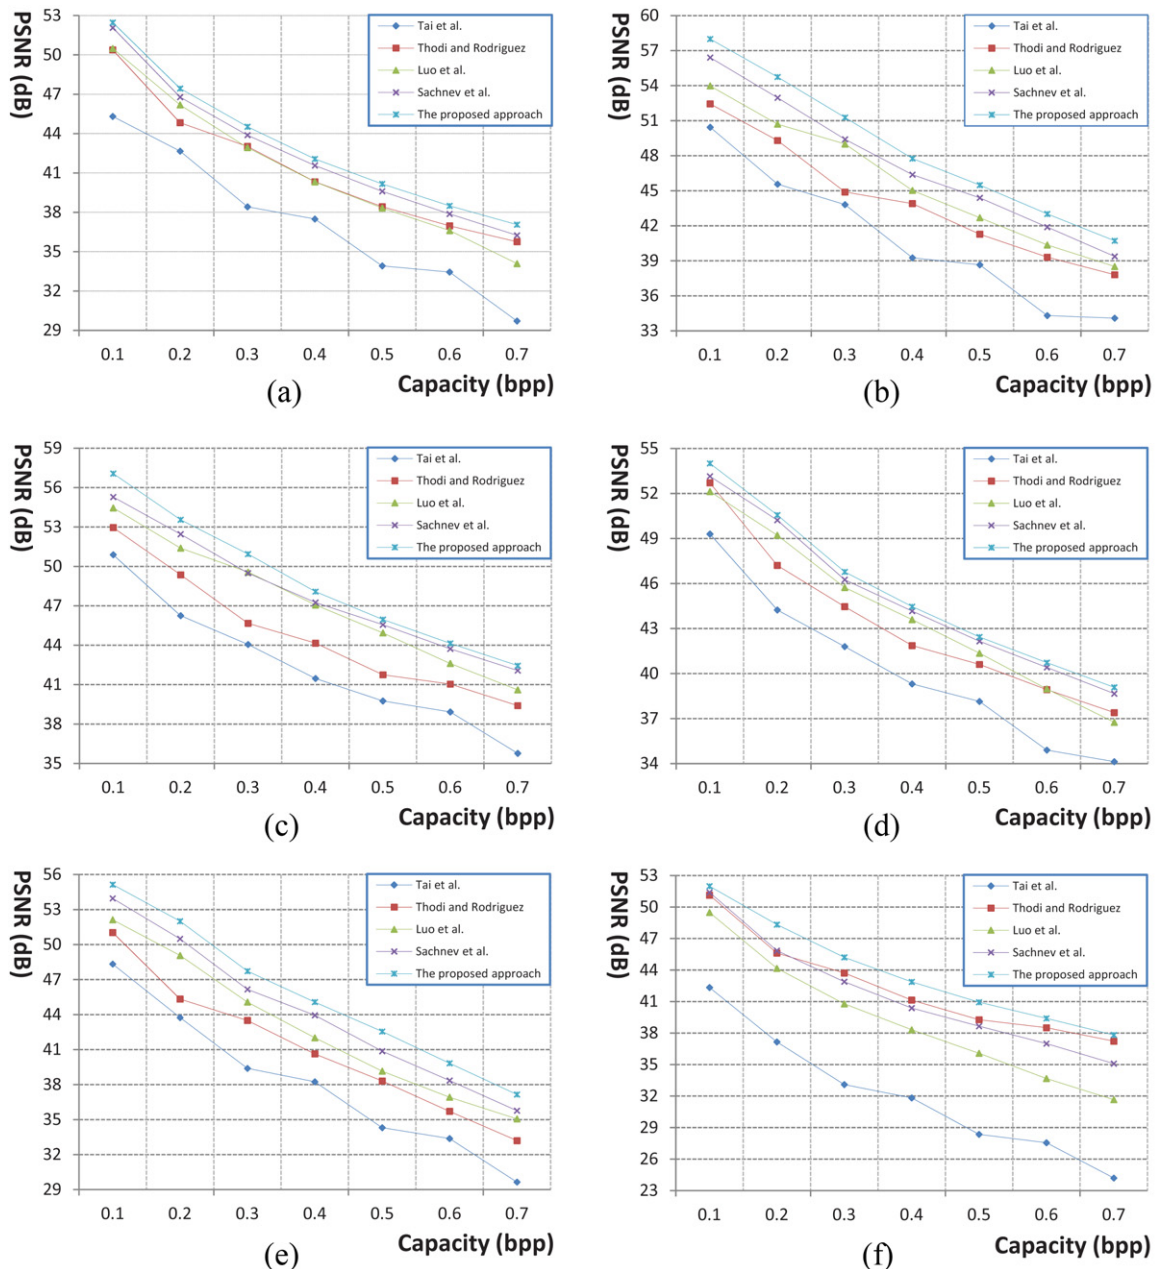 PSNR (dB)
53
50
47
44
41
38
35
32
29
Tai et al.
Thodi and Rodriguez
Luo et al.
Sachnev et al.
The proposed approach
0.1 0.2 0.3 0.4 0.5 0.6 0.7
Capacity (bpp)
(a)
PSNR (dB)
60
57
54
51
48
45
42
39
36
33
Tai et al.
Thodi and Rodriguez
Luo et al.
Sachnev et al.
The proposed approach
0.1 0.2 0.3 0.4 0.5 0.6 0.7
Capacity (bpp)
(b)
PSNR (dB)
59
56
53
50
47
44
41
38
35
Tai et al.
Thodi and Rodriguez
Luo et al.
Sachnev et al.
The proposed approach
0.1 0.2 0.3 0.4 0.5 0.6 0.7
Capacity (bpp)
(c)
PSNR (dB)
55
52
49
46
43
40
37
34
Tai et al.
Thodi and Rodriguez
Luo et al.
Sachnev et al.
The proposed approach
0.1 0.2 0.3 0.4 0.5 0.6 0.7
Capacity (bpp)
(d)
PSNR (dB)
56
53
50
47
44
41
38
35
32
29
Tai et al.
Thodi and Rodriguez
Luo et al.
Sachnev et al.
The proposed approach
0.1 0.2 0.3 0.4 0.5 0.6 0.7
Capacity (bpp)
(e)
PSNR (dB)
53
50
47
44
41
38
35
32
29
26
23
Tai et al.
Thodi and Rodriguez
Luo et al.
Sachnev et al.
The proposed approach
0.1 0.2 0.3 0.4 0.5 0.6 0.7
Capacity (bpp)
(f)